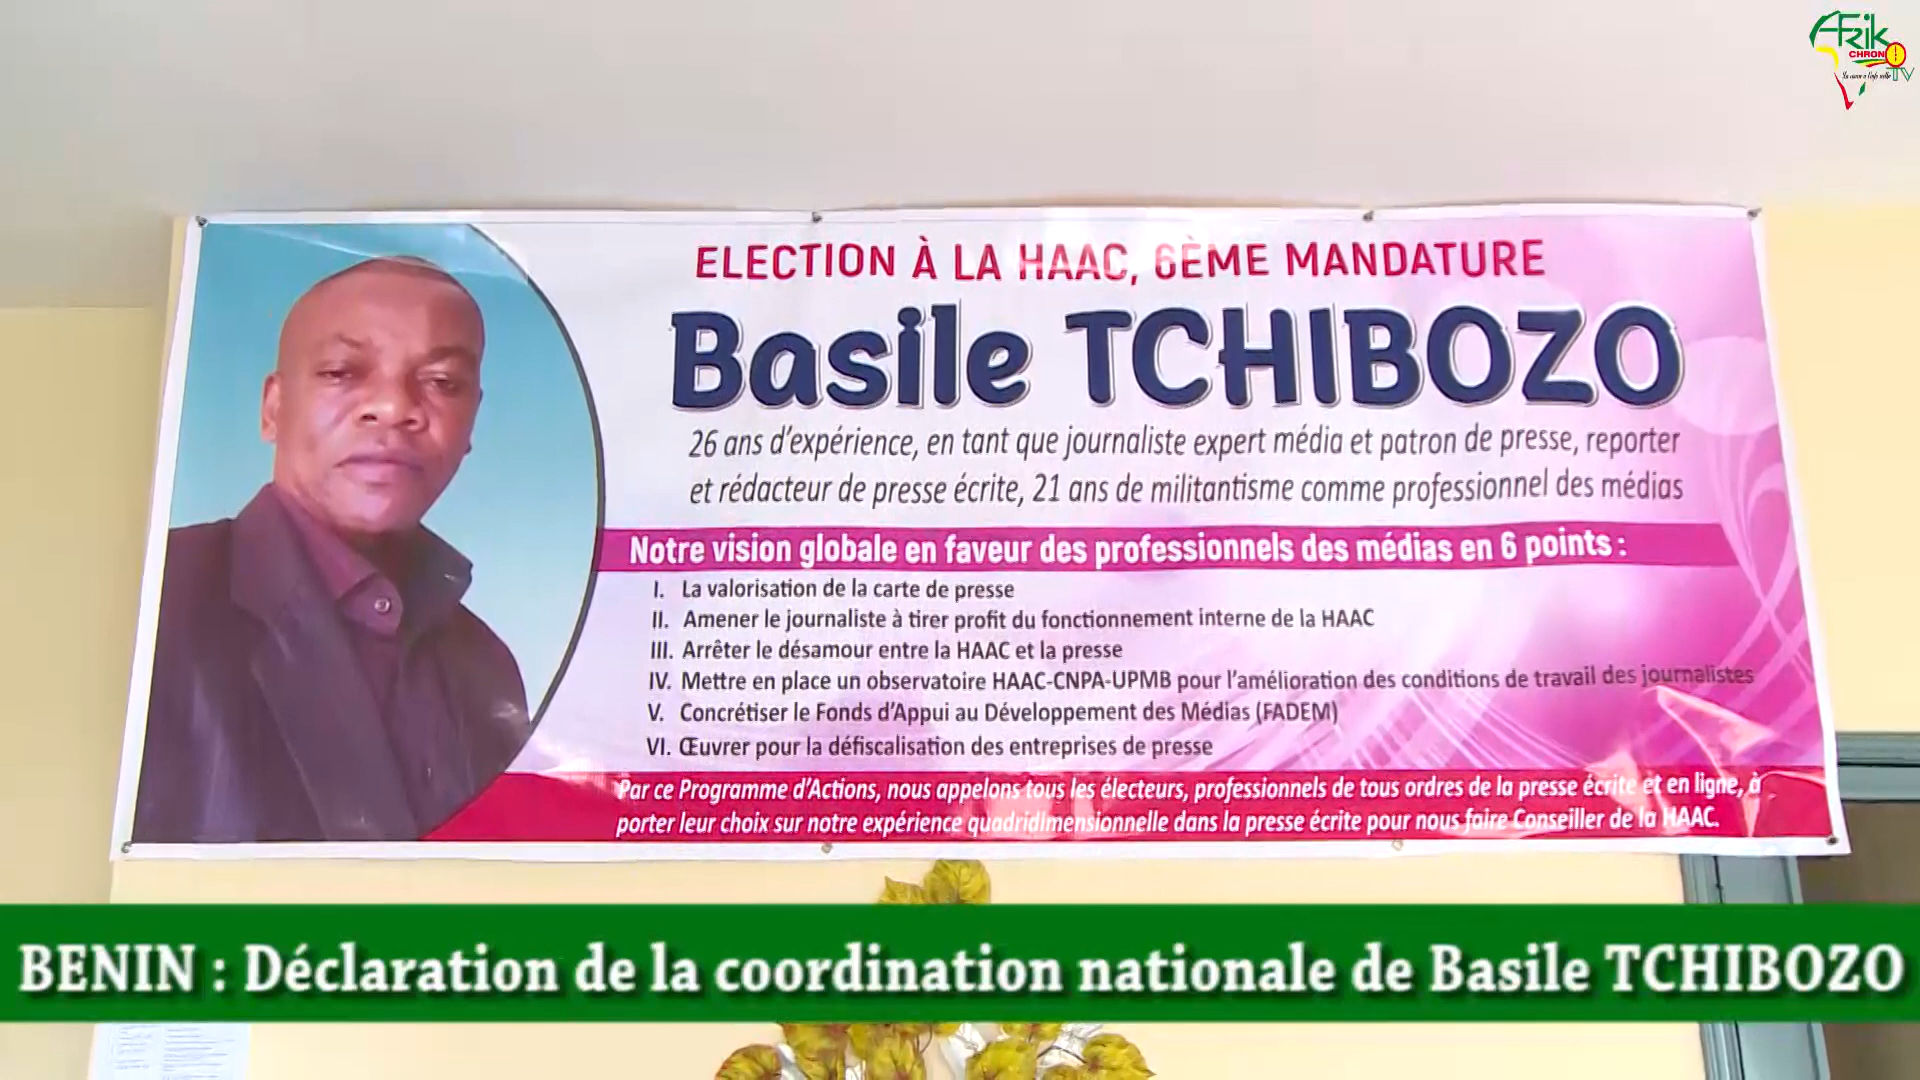 AFRIK
CHRONO
TV
ELECTION À LA HAAC, 6ÈME MANDATURE
Basile TCHIBOZO
26 ans d'expérience, en tant que journaliste expert média et patron de presse, reporter
et rédacteur de presse écrite, 21 ans de militantisme comme professionnel des médias
Notre vision globale en faveur des professionnels des médias en 6 points :
I. La valorisation de la carte de presse
II. Amener le journaliste à tirer profit du fonctionnement interne de la HAAC
III. Arrêter le désamour entre la HAAC et la presse
IV. Mettre en place un observatoire HAAC-CNPA-UPMB pour l'amélioration des conditions de travail des journalistes
V. Concrétiser le Fonds d'Appui au Développement des Médias (FADEM)
VI. Œuvrer pour la défiscalisation des entreprises de presse
Par ce Programme d'Actions, nous appelons tous les électeurs, professionnels de tous ordres de la presse écrite et en ligne, à
porter leur choix sur notre expérience quadridimensionnelle dans la presse écrite pour nous faire Conseiller de la HAAC.
BENIN : Déclaration de la coordination nationale de Basile TCHIBOZO